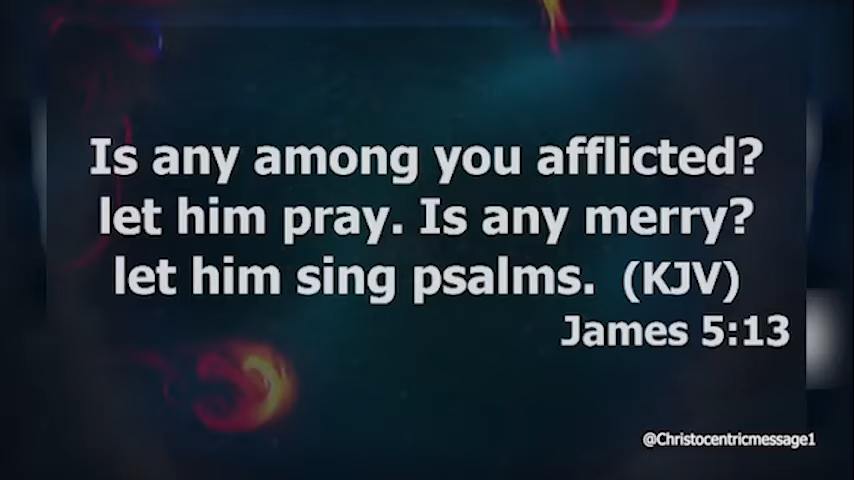 Is any among you afflicted?
let him pray. Is any merry?
let him sing psalms. (KJV)
James 5:13
@Christocentricmessage1